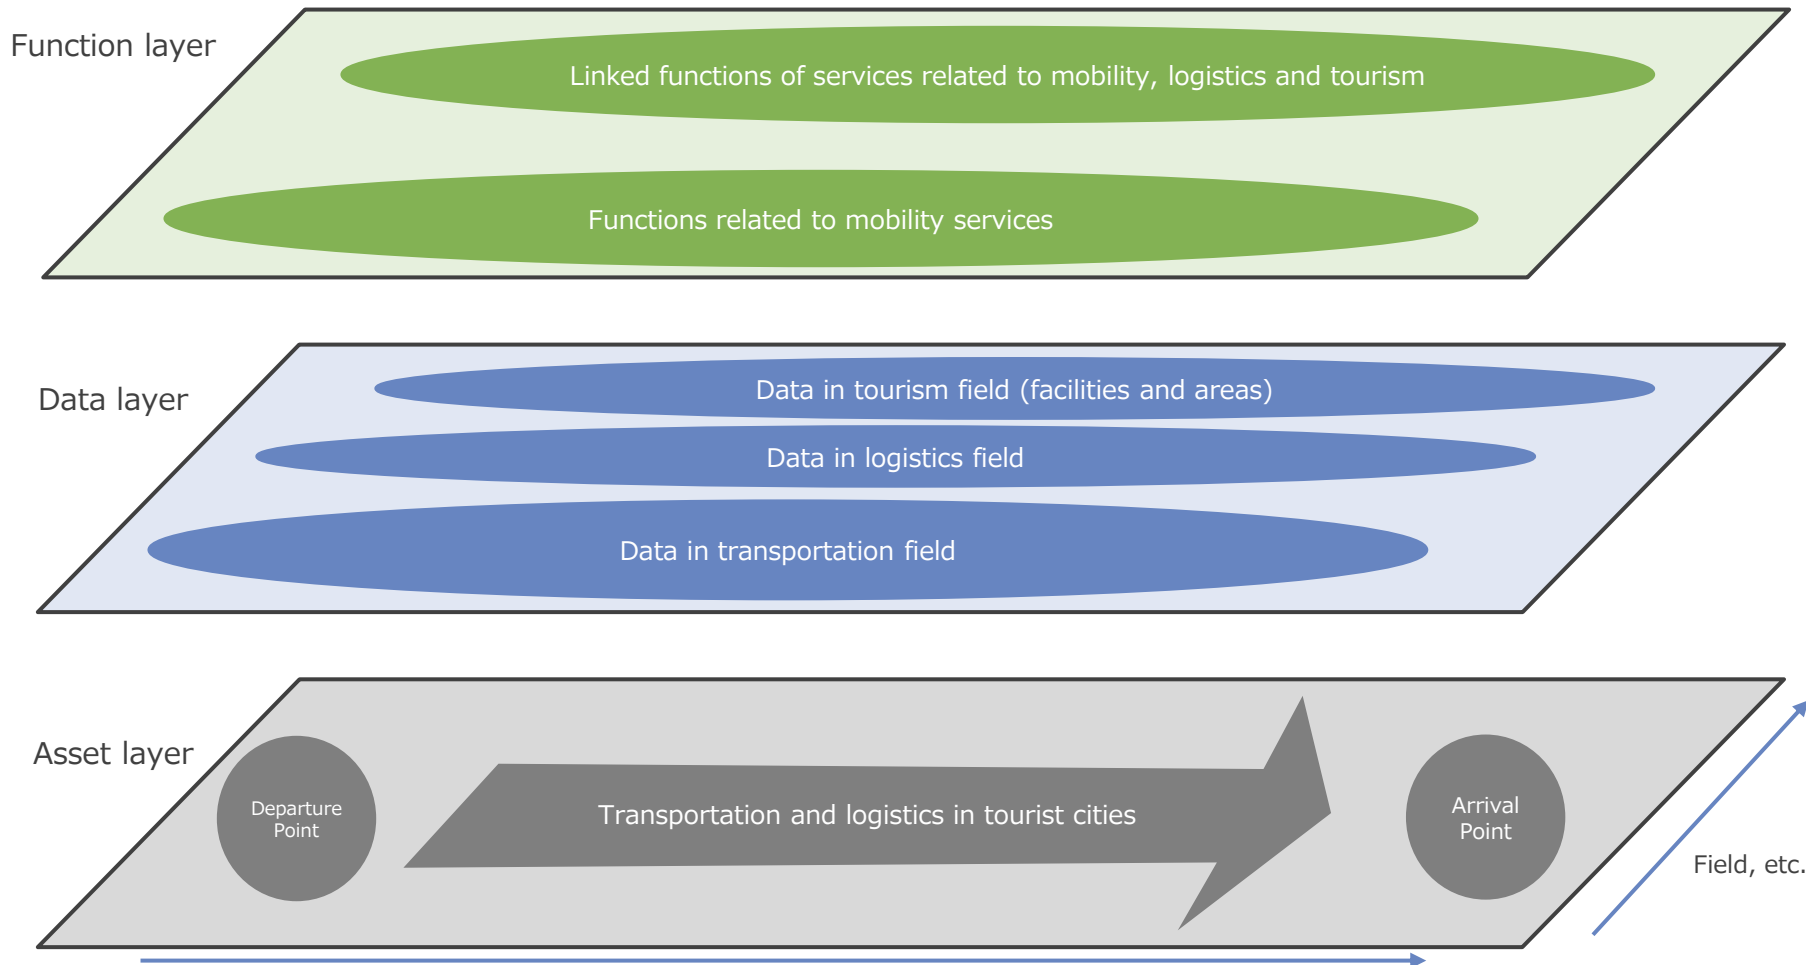 Function layer
Linked functions of services related to mobility, logistics and tourism
Functions related to mobility services
Data layer
Data in tourism field (facilities and areas)
Data in logistics field
Data in transportation field
Asset layer
Departure
Point
Transportation and logistics in tourist cities
Arrival
Point
Field, etc.